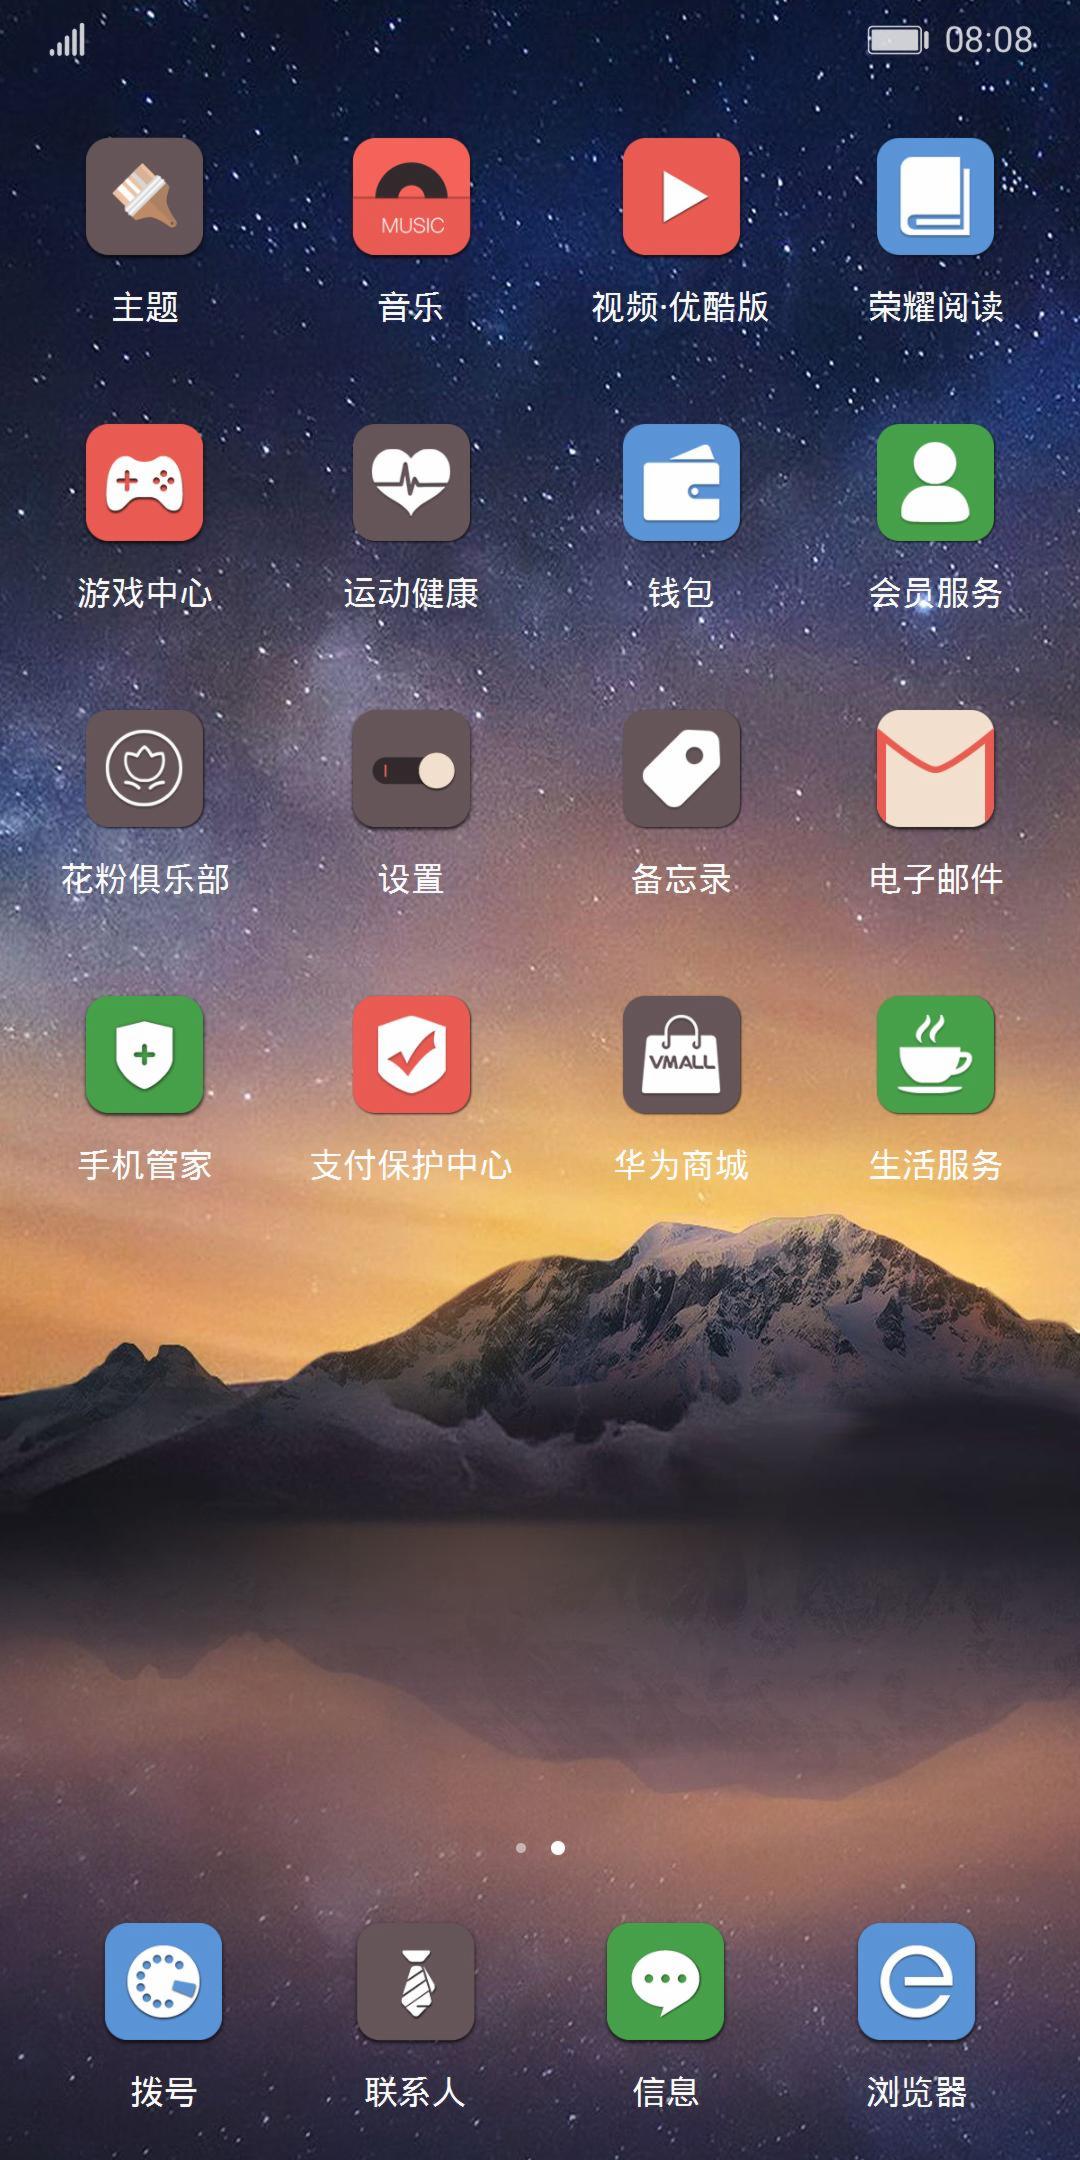 08:08
MUSIC
主题 音乐 视频·优酷版 荣耀阅读
游戏中心 运动健康 钱包 会员服务
花粉俱乐部 设置 备忘录 电子邮件
VMALL
手机管家 支付保护中心 华为商城 生活服务
拨号 联系人 信息 浏览器